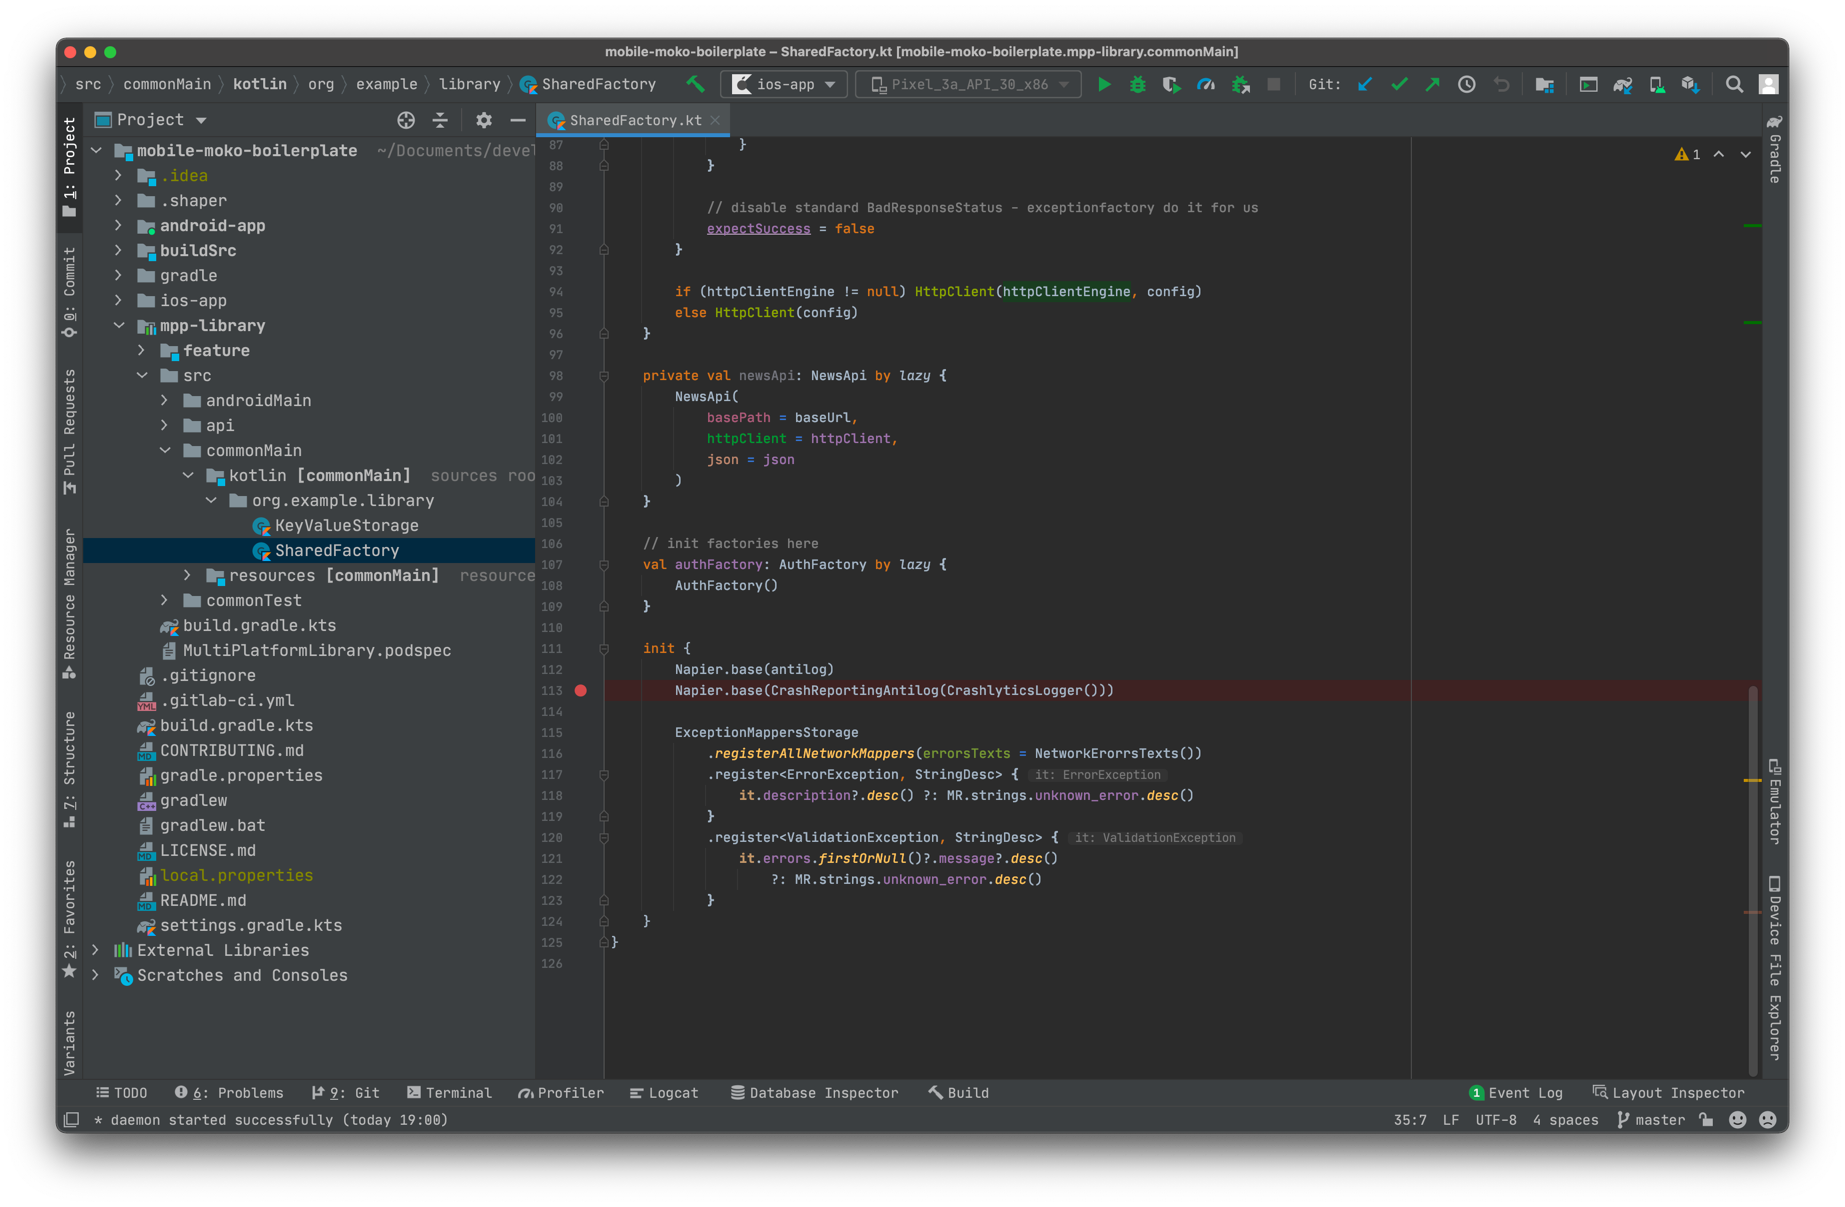 mobile-moko-boilerplate – SharedFactory.kt [mobile-moko-boilerplate.mpp-library.commonMain]
src commonMain kotlin org example library SharedFactory ios-app Pixel_3a_API_30_x86 Git:
Project
SharedFactory.kt
1: Project
0: Commit
Pull Requests
Resource Manager
7: Structure
2: Favorites
Variants
mobile-moko-boilerplate ~/Documents/devel
.idea
.shaper
android-app
buildSrc
gradle
ios-app
mpp-library
feature
src
androidMain
api
commonMain
kotlin [commonMain] sources roo
org.example.library
KeyValueStorage
SharedFactory
resources [commonMain] resource
commonTest
build.gradle.kts
MultiPlatformLibrary.podspec
.gitignore
.gitlab-ci.yml
build.gradle.kts
CONTRIBUTING.md
gradle.properties
gradlew
gradlew.bat
LICENSE.md
local.properties
README.md
settings.gradle.kts
External Libraries
Scratches and Consoles
87 }
88 }
89
90 // disable standard BadResponseStatus - exceptionfactory do it for us
91 expectSuccess = false
92 }
93
94 if (httpClientEngine != null) HttpClient(httpClientEngine, config)
95 else HttpClient(config)
96 }
97
98 private val newsApi: NewsApi by lazy {
99 NewsApi(
100 basePath = baseUrl,
101 httpClient = httpClient,
102 json = json
103 )
104 }
105
106 // init factories here
107 val authFactory: AuthFactory by lazy {
108 AuthFactory()
109 }
110
111 init {
112 Napier.base(antilog)
113 Napier.base(CrashReportingAntilog(CrashlyticsLogger()))
114
115 ExceptionMappersStorage
116 .registerAllNetworkMappers(errorsTexts = NetworkErorrsTexts())
117 .register<ErrorException, StringDesc> { it: ErrorException
118 it.description?.desc() ?: MR.strings.unknown_error.desc()
119 }
120 .register<ValidationException, StringDesc> { it: ValidationException
121 it.errors.firstOrNull()?.message?.desc()
122 ?: MR.strings.unknown_error.desc()
123 }
124 }
125 }
126
1
Gradle
Emulator
Device File Explorer
TODO 6: Problems 9: Git Terminal Profiler Logcat Database Inspector Build 1 Event Log Layout Inspector
* daemon started successfully (today 19:00) 35:7 LF UTF-8 4 spaces master